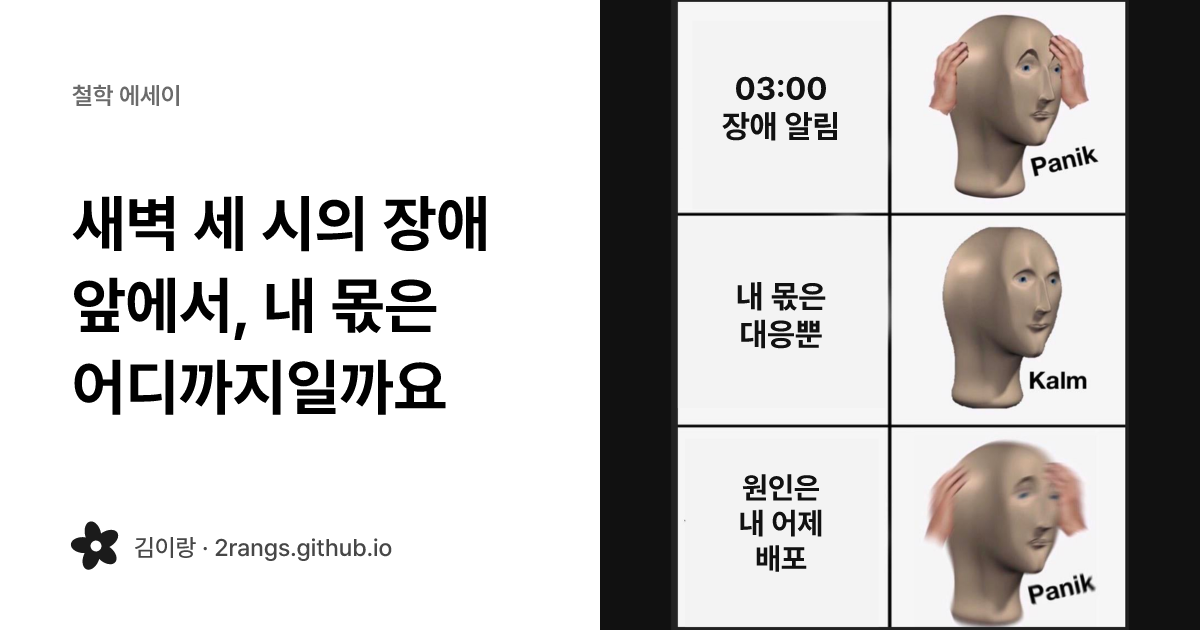 철학 에세이
새벽 세 시의 장애
앞에서, 내 몫은
어디까지일까요
김이랑 · 2rangs.github.io
03:00
장애 알림
Panik
내 몫은
대응뿐
Kalm
원인은
내 어제
배포
Panik